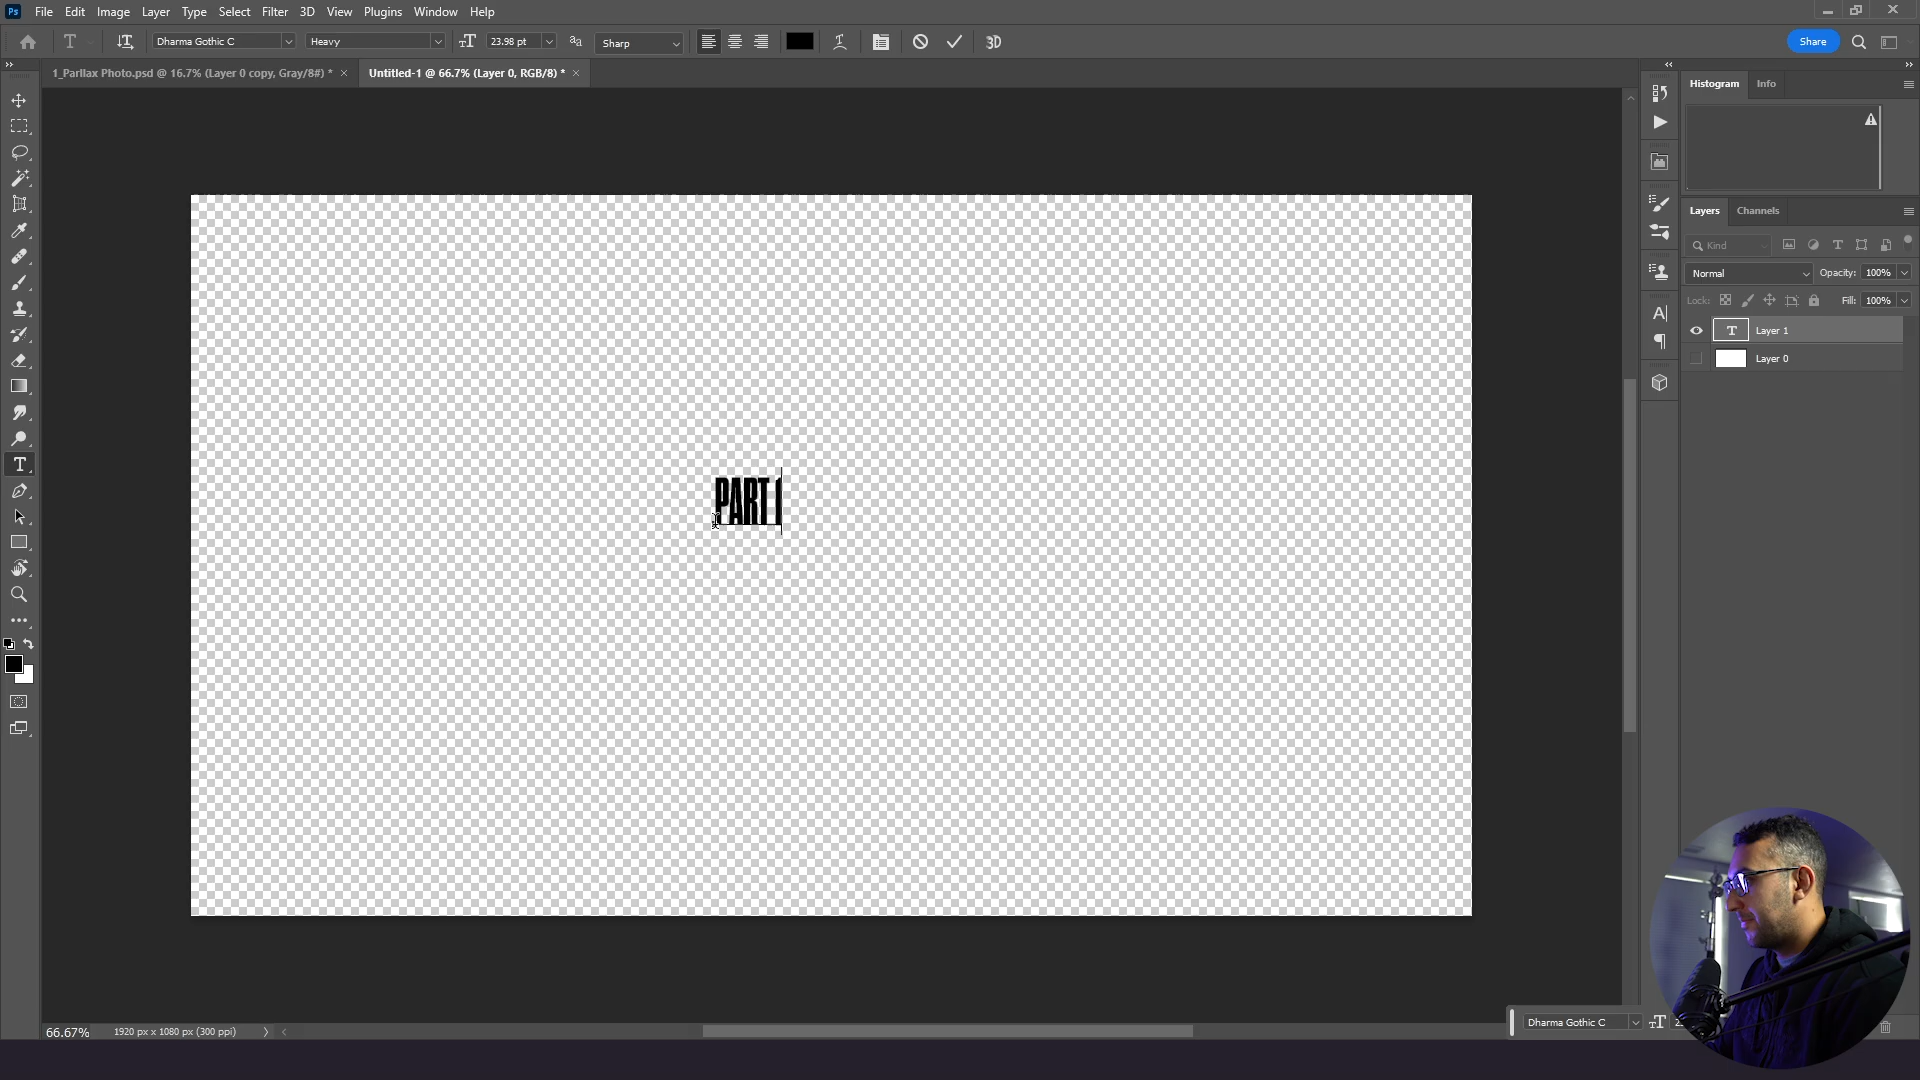 Ps File Edit Image Layer Type Select Filter 3D View Plugins Window Help
Dharma Gothic C Heavy 23.98 pt Sharp 3D Share
1_Parllax Photo.psd @ 16.7% (Layer 0 copy, Gray/8#) * × Untitled-1 @ 66.7% (Layer 0, RGB/8) * ×
Histogram Info
Layers Channels
Kind
Normal Opacity: 100%
Lock: Fill: 100%
T Layer 1
Layer 0
PART
66.67% 1920 px x 1080 px (300 ppi)
Dharma Gothic C